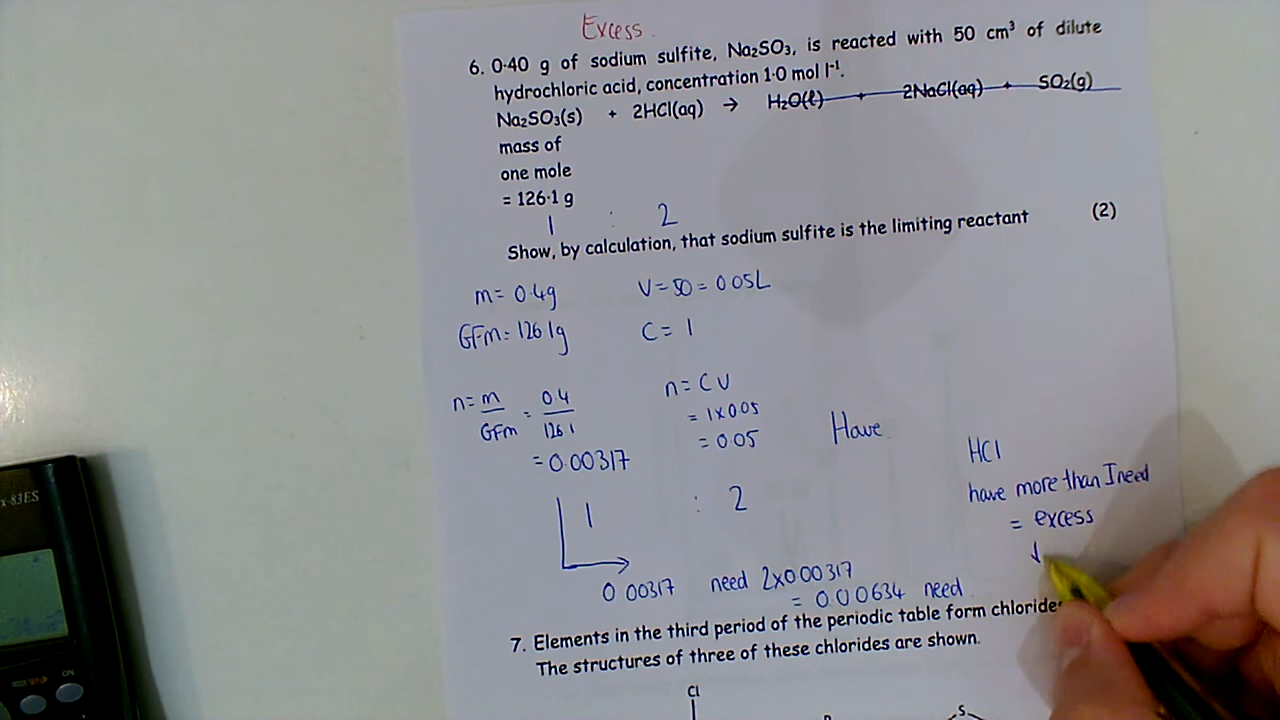 Excess.
6. 0·40 g of sodium sulfite, Na₂SO₃, is reacted with 50 cm³ of dilute
hydrochloric acid, concentration 1·0 mol l⁻¹.
Na₂SO₃(s) + 2HCl(aq) → H₂O(ℓ) + 2NaCl(aq) + SO₂(g)
mass of
one mole
= 126·1 g
1 : 2
Show, by calculation, that sodium sulfite is the limiting reactant (2)
m = 0.4g V = 50 = 0.05L
GFM = 126.1g C = 1
n = m/GFM = 0.4/126.1 n = CV
= 1 x 0.05
= 0.00317 = 0.05 Have
HCl
have more than I need
= excess
1 : 2
0.00317 need 2x0.00317
= 0.00634 need
7. Elements in the third period of the periodic table form chloride
The structures of three of these chlorides are shown.
Cl
S
x-83ES
ON